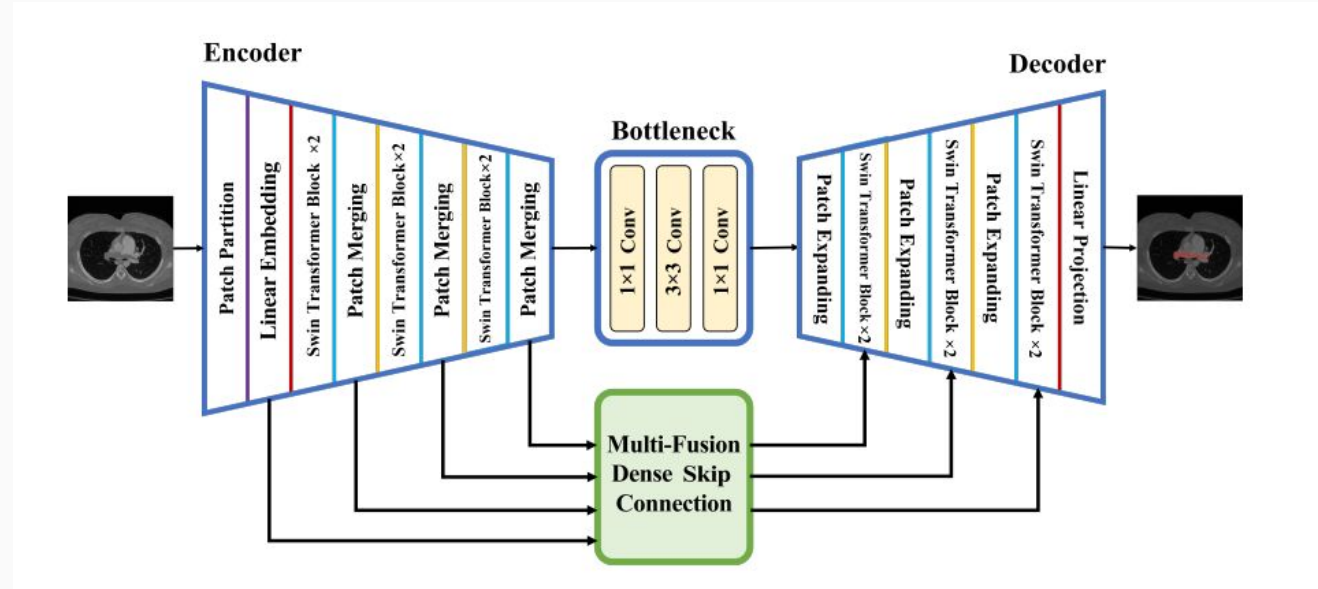 Encoder
Patch Partition
Linear Embedding
Swin Transformer Block ×2
Patch Merging
Swin Transformer Block×2
Patch Merging
Swin Transformer Block×2
Patch Merging
Bottleneck
1×1 Conv
3×3 Conv
1×1 Conv
Multi-Fusion
Dense Skip
Connection
Decoder
Patch Expanding
Swin Transformer Block ×2
Patch Expanding
Swin Transformer Block ×2
Patch Expanding
Swin Transformer Block ×2
Linear Projection